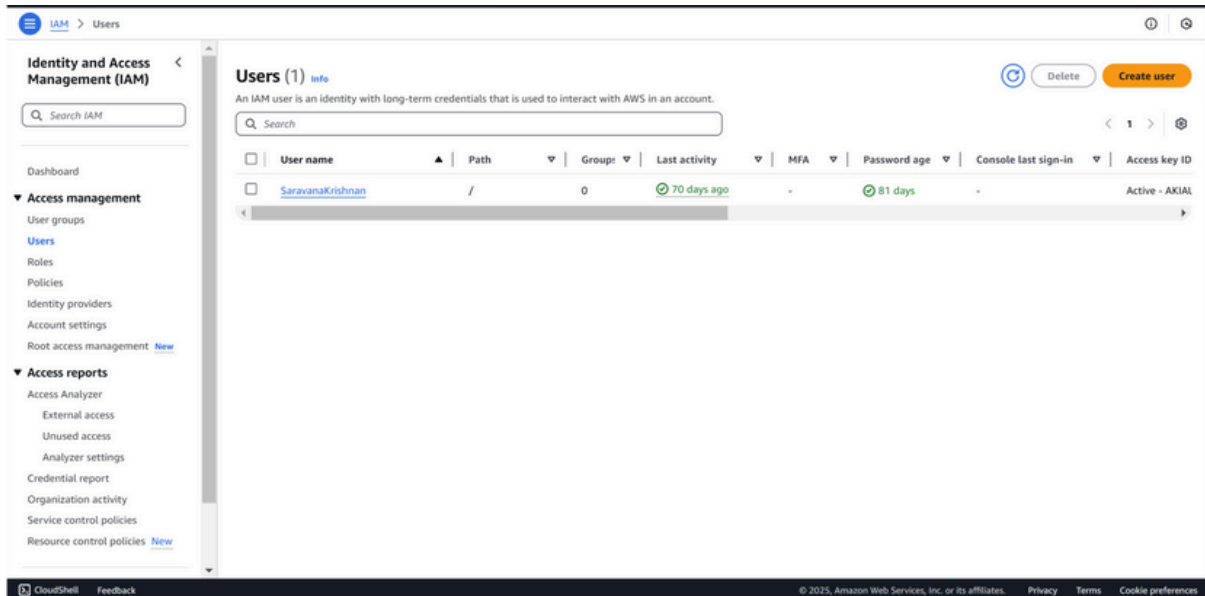 IAM > Users
Identity and Access Management (IAM)
Search IAM
Dashboard
Access management
User groups
Users
Roles
Policies
Identity providers
Account settings
Root access management New
Access reports
Access Analyzer
External access
Unused access
Analyzer settings
Credential report
Organization activity
Service control policies
Resource control policies New
Users (1) Info
Delete
Create user
An IAM user is an identity with long-term credentials that is used to interact with AWS in an account.
Search
1
User name Path Group: Last activity MFA Password age Console last sign-in Access key ID
SaravanaKrishnan / 0 70 days ago - 81 days - Active - AKIAL
CloudShell Feedback © 2025, Amazon Web Services, Inc. or its affiliates. Privacy Terms Cookie preferences